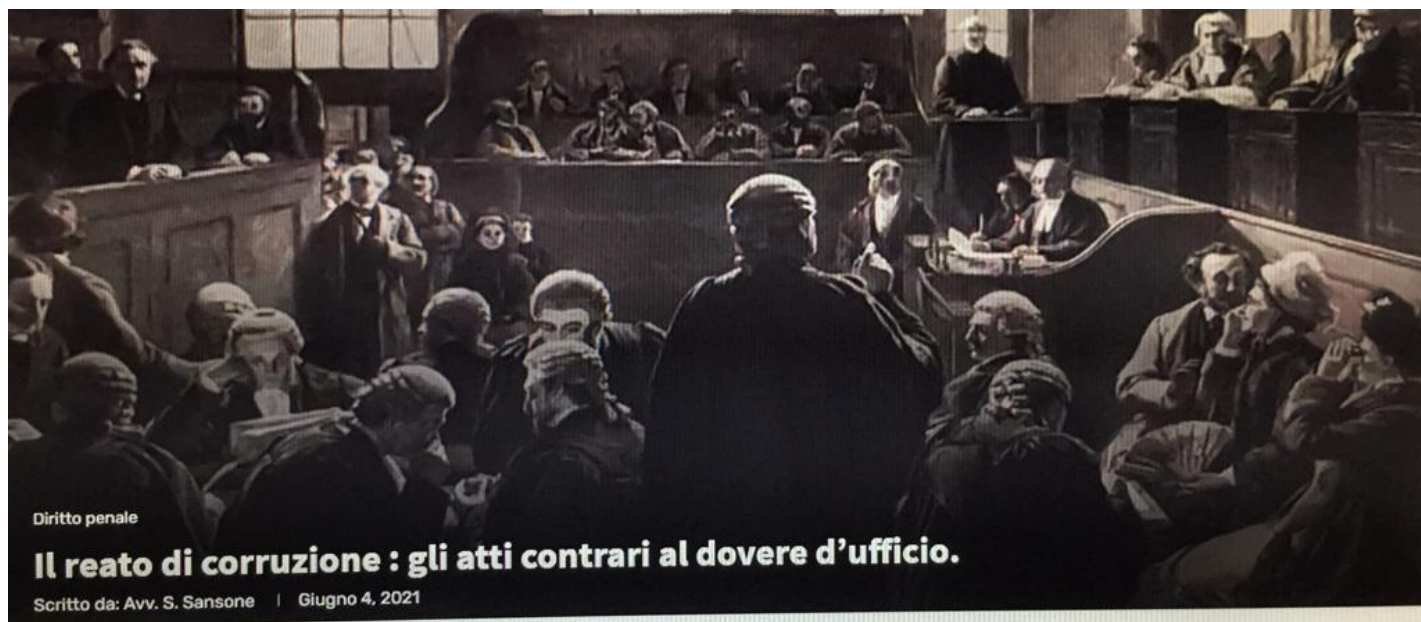 Diritto penale
Il reato di corruzione : gli atti contrari al dovere d’ufficio.
Scritto da: Avv. S. Sansone | Giugno 4, 2021